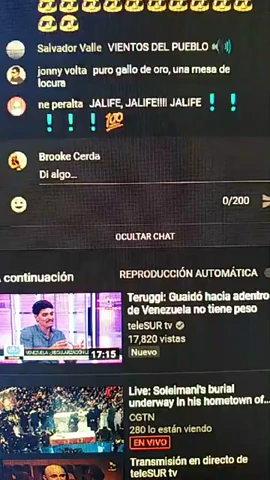 Salvador Valle VIENTOS DEL PUEBLO
jonny volta puro gallo de oro, una mesa de
locura
ne peralta JALIFE, JALIFE!!!! JALIFE ❗❗
❗❗❗💯
Brooke Cerda
Di algo...
0/200
OCULTAR CHAT
A continuación
REPRODUCCIÓN AUTOMÁTICA
Teruggi: Guaidó hacia adentro
de Venezuela no tiene peso
teleSUR tv
17,820 vistas
Nuevo
17:15
Live: Soleimani's burial
underway in his hometown of...
CGTN
280 lo están viendo
EN VIVO
Transmisión en directo de
teleSUR tv